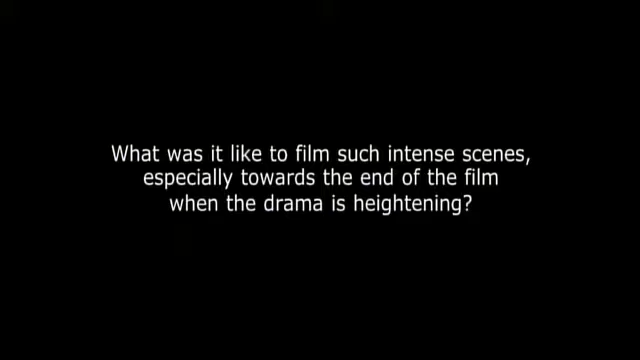 What was it like to film such intense scenes,
especially towards the end of the film
when the drama is heightening?